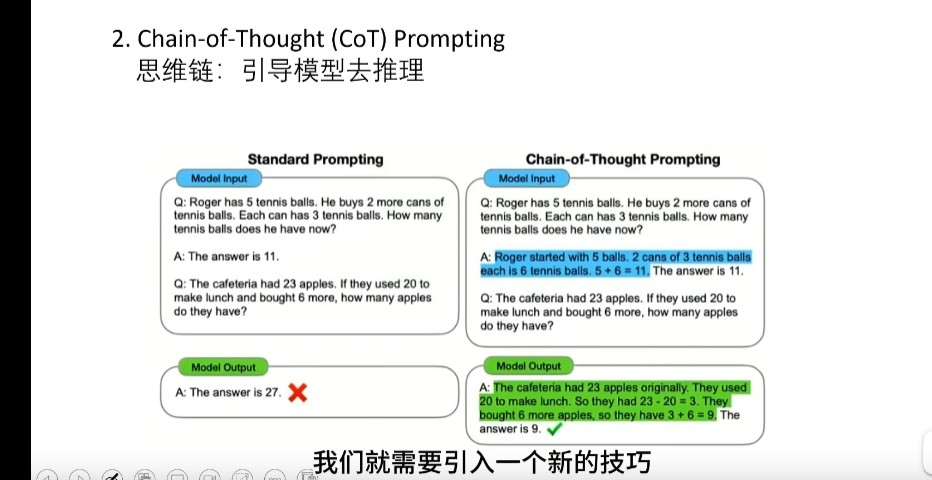 2. Chain-of-Thought (CoT) Prompting
思维链：引导模型去推理
Standard Prompting
Model Input
Q: Roger has 5 tennis balls. He buys 2 more cans of
tennis balls. Each can has 3 tennis balls. How many
tennis balls does he have now?
A: The answer is 11.
Q: The cafeteria had 23 apples. If they used 20 to
make lunch and bought 6 more, how many apples
do they have?
Model Output
A: The answer is 27.
Chain-of-Thought Prompting
Model Input
Q: Roger has 5 tennis balls. He buys 2 more cans of
tennis balls. Each can has 3 tennis balls. How many
tennis balls does he have now?
A: Roger started with 5 balls. 2 cans of 3 tennis balls
each is 6 tennis balls. 5 + 6 = 11. The answer is 11.
Q: The cafeteria had 23 apples. If they used 20 to
make lunch and bought 6 more, how many apples
do they have?
Model Output
A: The cafeteria had 23 apples originally. They used
20 to make lunch. So they had 23 - 20 = 3. They
bought 6 more apples, so they have 3 + 6 = 9. The
answer is 9.
我们就需要引入一个新的技巧